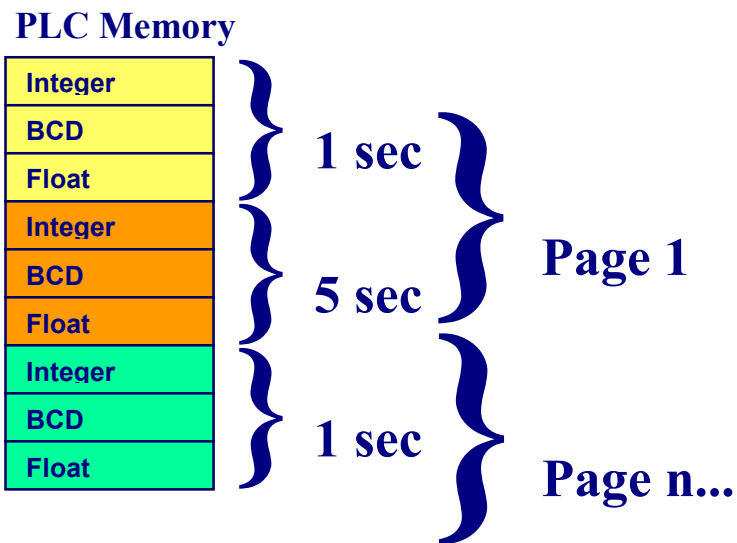 PLC Memory
Integer
BCD
Float
Integer
BCD
Float
Integer
BCD
Float
1 sec
5 sec
1 sec
Page 1
Page n...